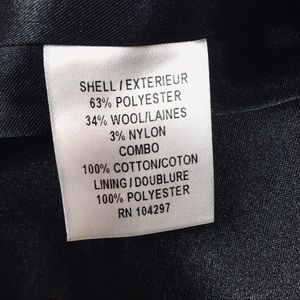 SHELL / EXTERIEUR
63% POLYESTER
34% WOOL/LAINES
3% NYLON
COMBO
100% COTTON/COTON
LINING / DOUBLURE
100% POLYESTER
RN 104297